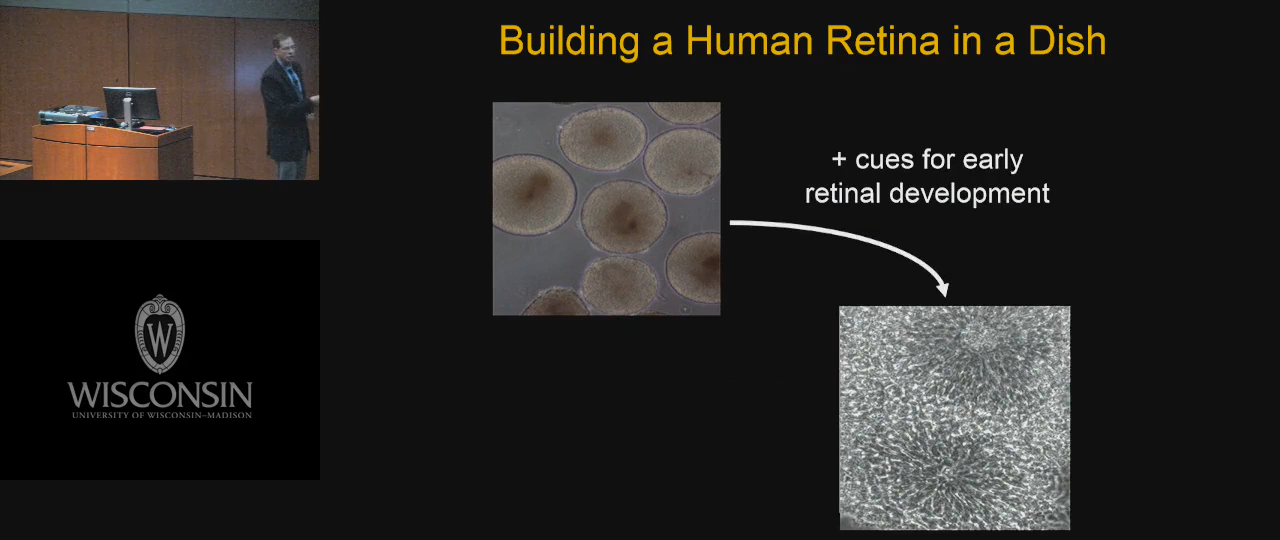 Building a Human Retina in a Dish
+ cues for early
retinal development
W
WISCONSIN
UNIVERSITY OF WISCONSIN–MADISON